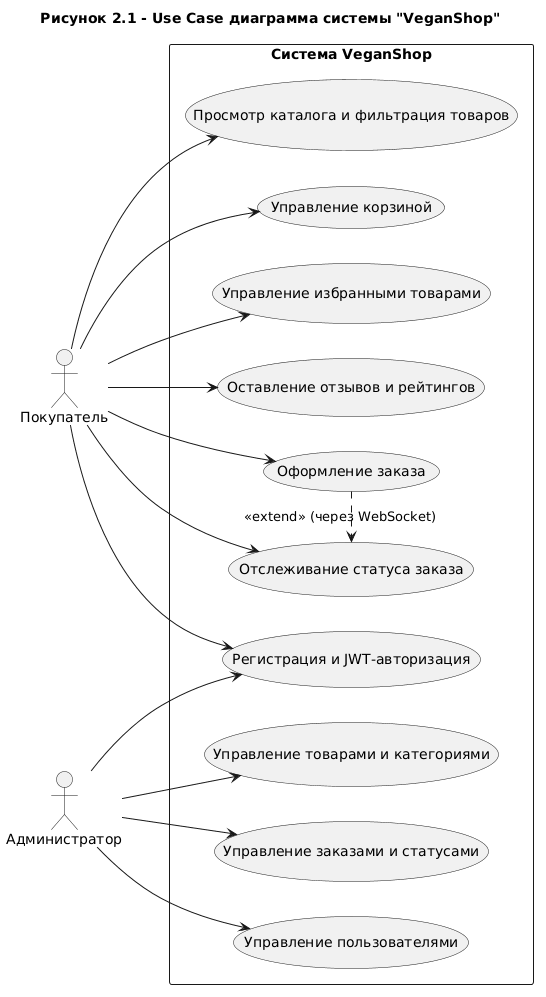 Рисунок 2.1 - Use Case диаграмма системы "VeganShop"
Система VeganShop
Просмотр каталога и фильтрация товаров
Управление корзиной
Управление избранными товарами
Оставление отзывов и рейтингов
Покупатель
Оформление заказа
«extend» (через WebSocket)
Отслеживание статуса заказа
Регистрация и JWT-авторизация
Управление товарами и категориями
Администратор
Управление заказами и статусами
Управление пользователями